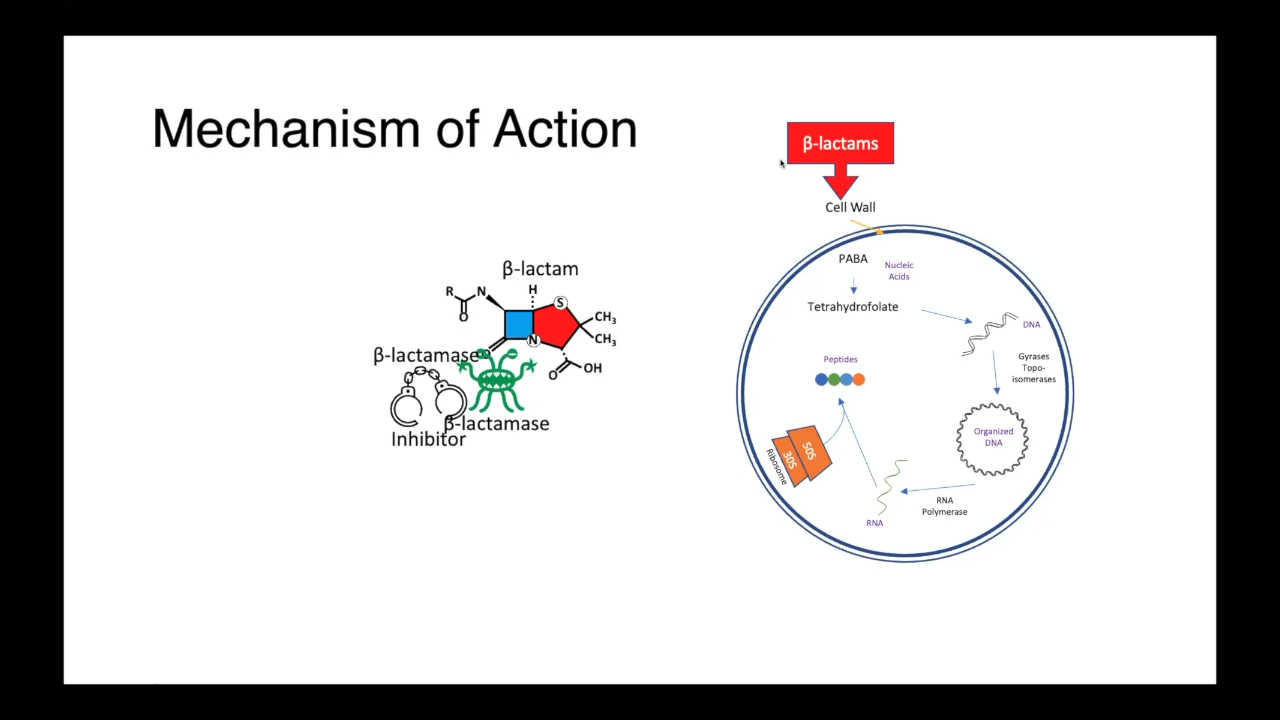 Mechanism of Action
β-lactam
R
N
H
S
O
N
CH₃
CH₃
O
OH
β-lactamase
β-lactamase
Inhibitor
β-lactams
Cell Wall
PABA
Nucleic
Acids
Tetrahydrofolate
DNA
Gyrases
Topo-
isomerases
Peptides
Organized
DNA
50S
30S
Ribosome
RNA
Polymerase
RNA